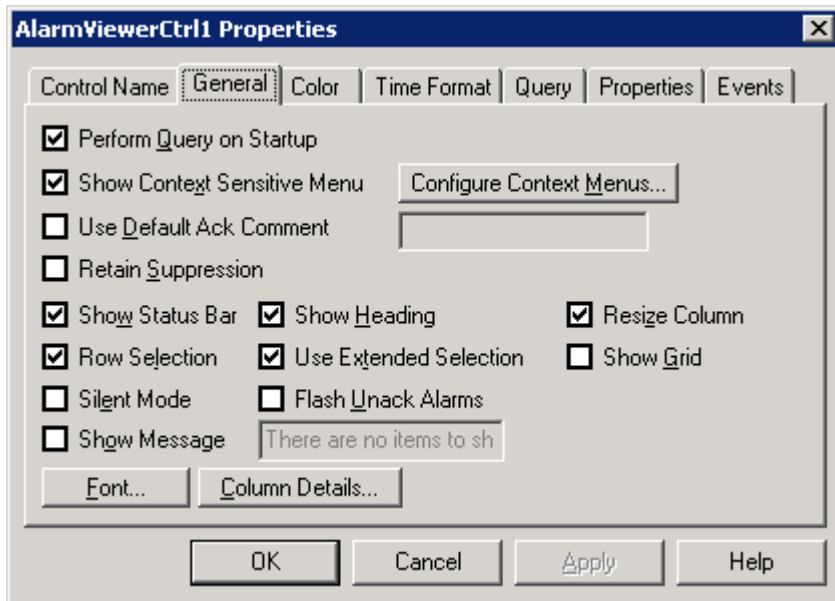 AlarmViewerCtrl1 Properties
Control Name General Color Time Format Query Properties Events
Perform Query on Startup
Show Context Sensitive Menu Configure Context Menus...
Use Default Ack Comment
Retain Suppression
Show Status Bar Show Heading Resize Column
Row Selection Use Extended Selection Show Grid
Silent Mode Flash Unack Alarms
Show Message There are no items to sh
Font... Column Details...
OK Cancel Apply Help